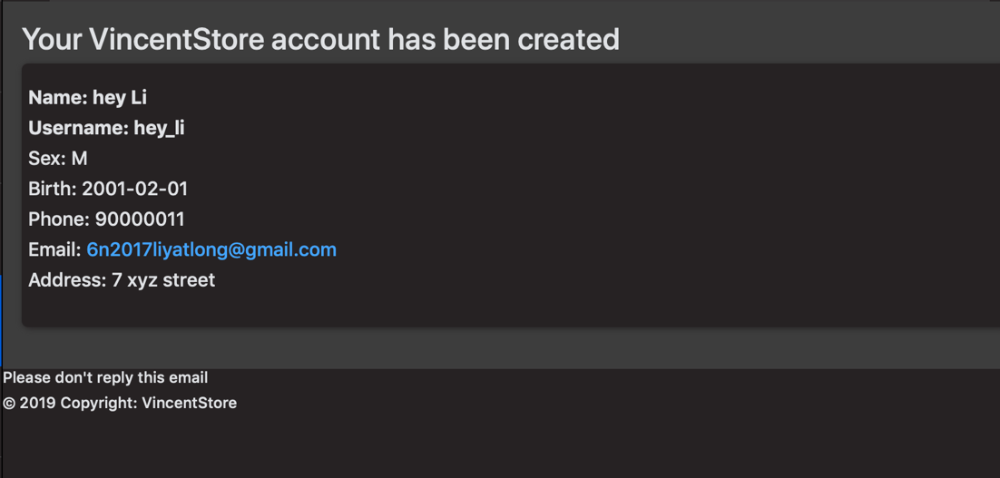 Your VincentStore account has been created
Name: hey Li
Username: hey_li
Sex: M
Birth: 2001-02-01
Phone: 90000011
Email: 6n2017liyatlong@gmail.com
Address: 7 xyz street
Please don't reply this email
© 2019 Copyright: VincentStore